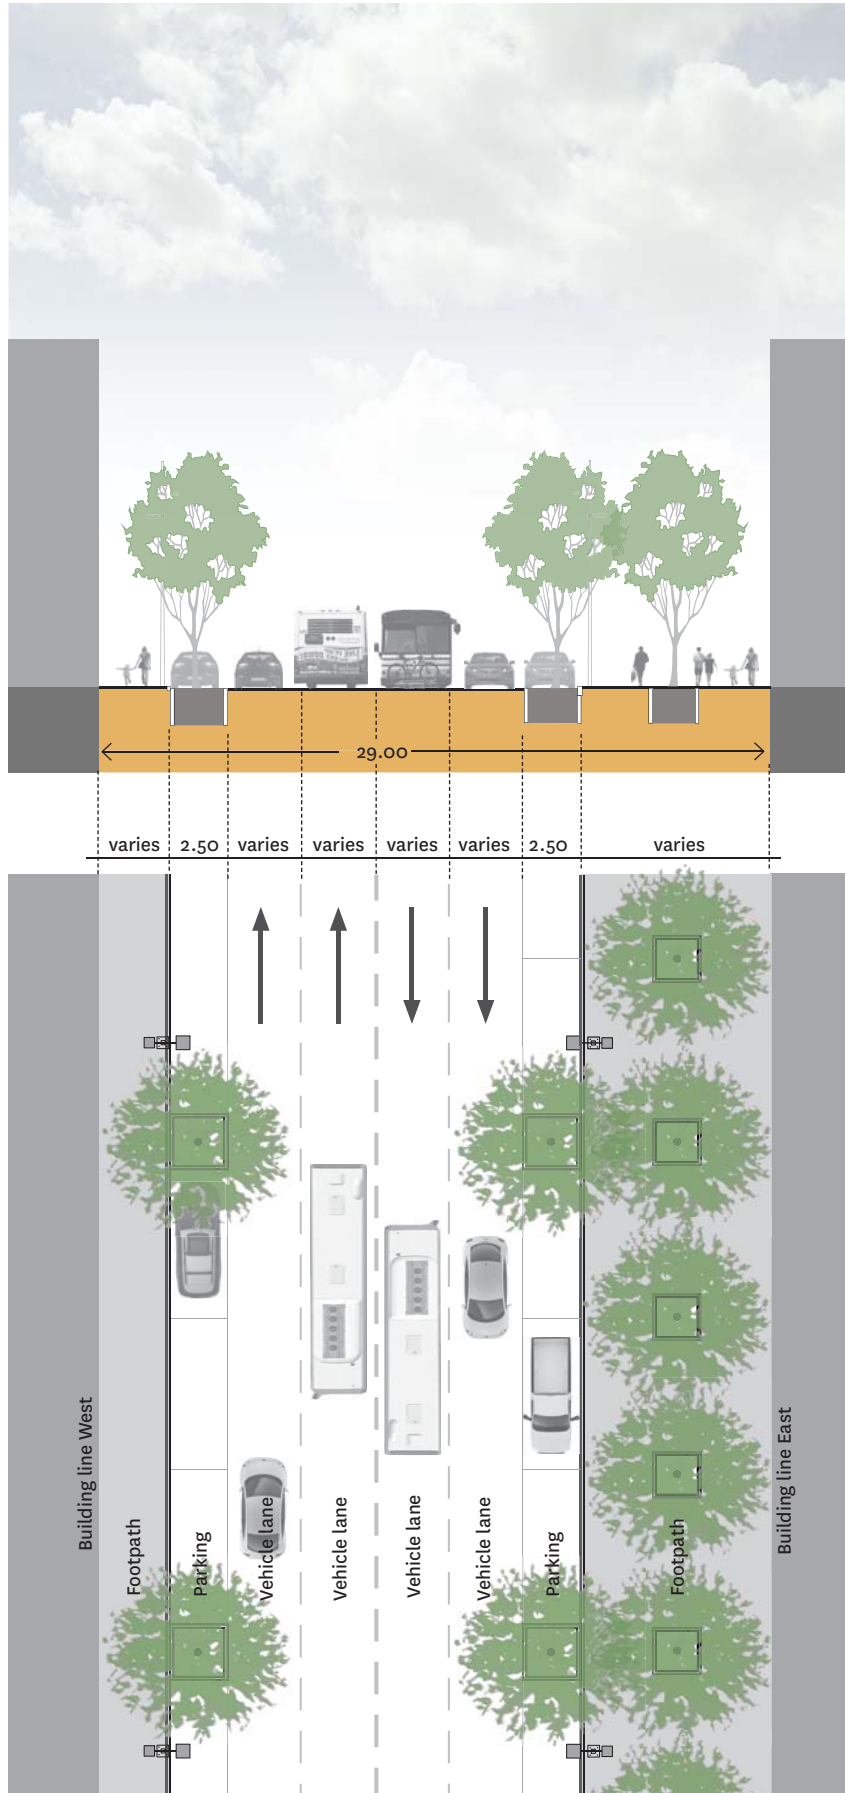 29.00
varies 2.50 varies varies varies varies 2.50 varies
Building line West
Footpath
Parking
Vehicle lane
Vehicle lane
Vehicle lane
Vehicle lane
Parking
Footpath
Building line East